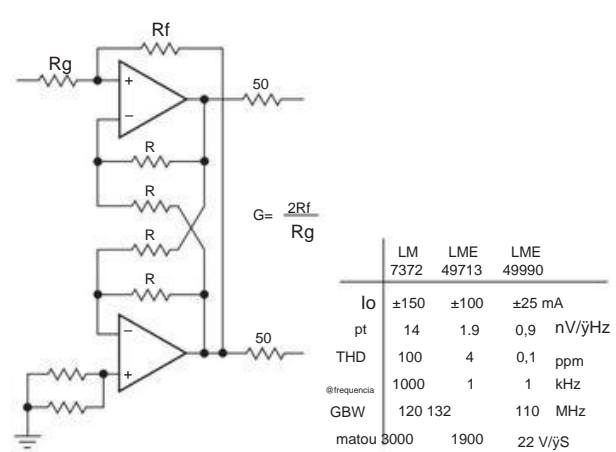 Rf
Rg
+
−
50
R
R
R
R
G= 2Rf
Rg
−
+
50
LM LME LME
7372 49713 49990
Io ±150 ±100 ±25 mA
pt 14 1.9 0,9 nV/ÿHz
THD 100 4 0,1 ppm
@frequencia 1000 1 1 kHz
GBW 120 132 110 MHz
matou 3000 1900 22 V/ÿS